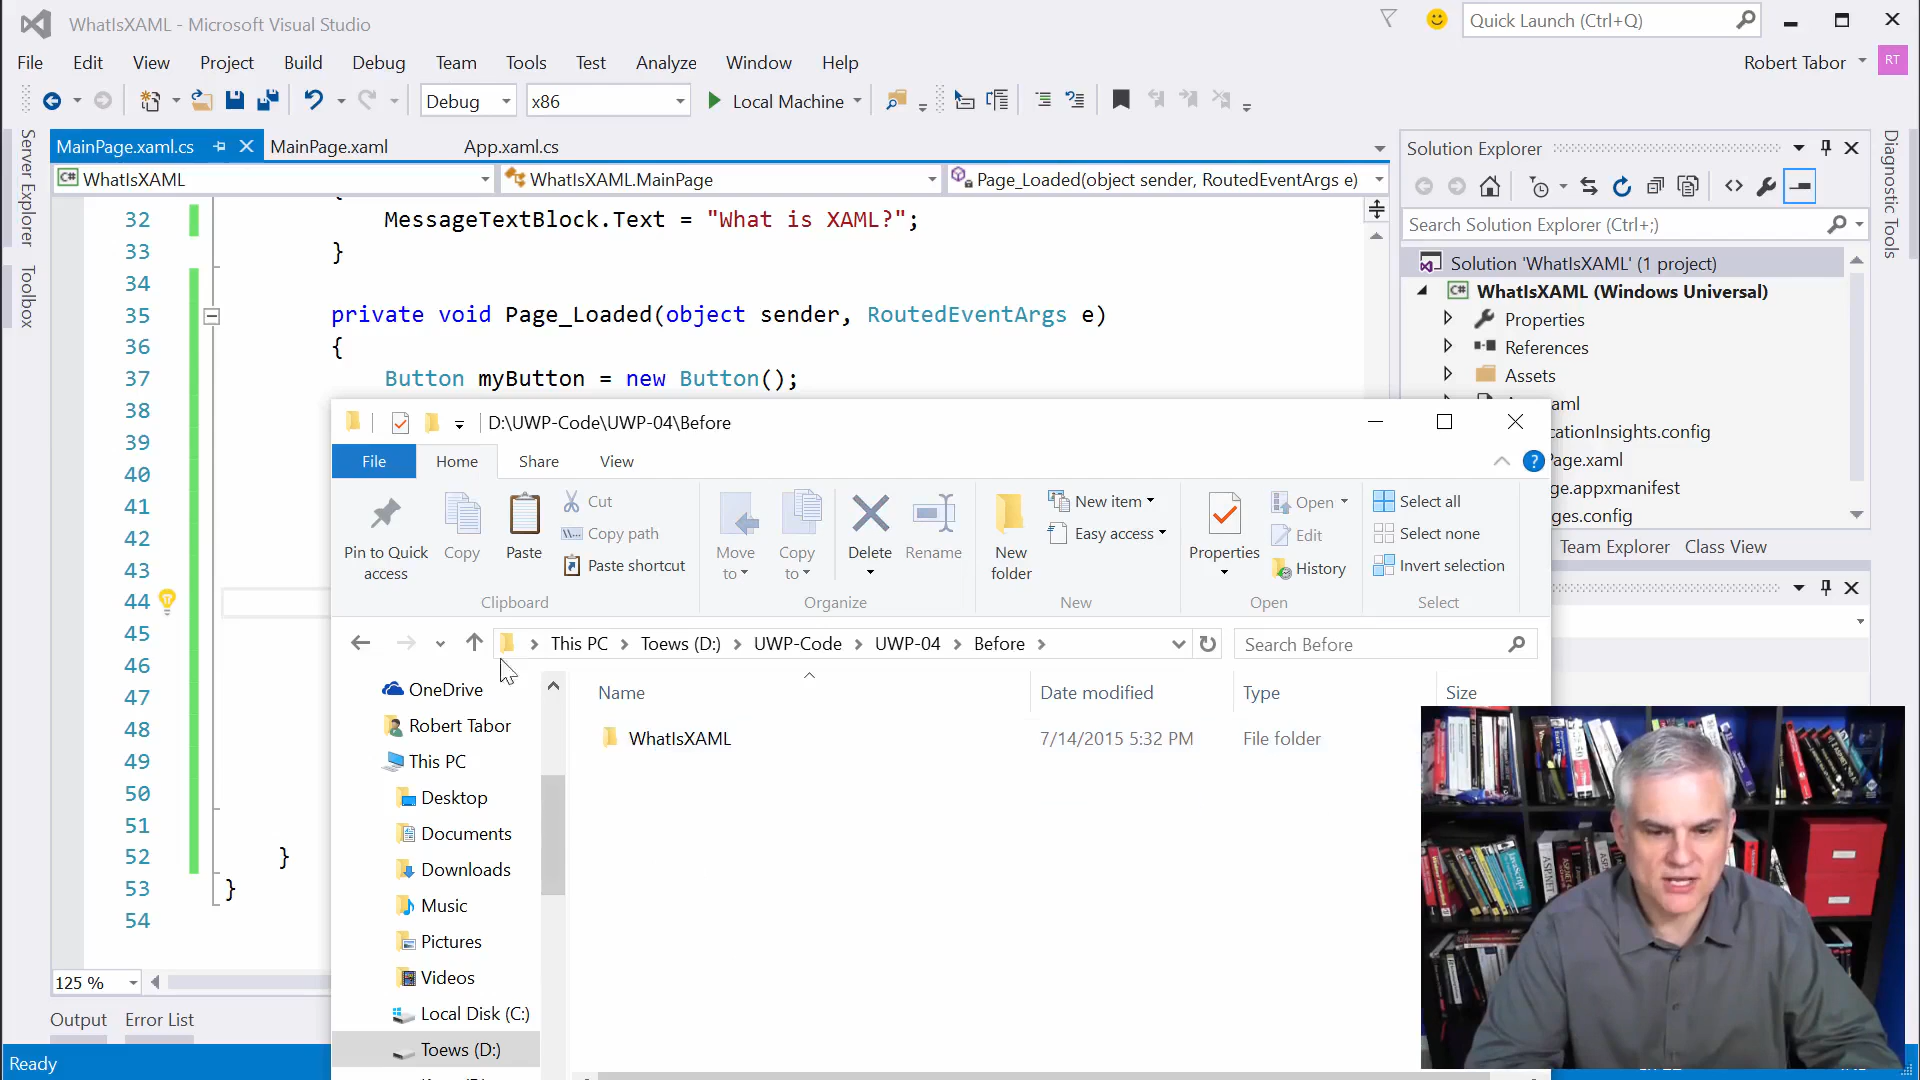 WhatIsXAML - Microsoft Visual Studio
Quick Launch (Ctrl+Q)
File Edit View Project Build Debug Team Tools Test Analyze Window Help
Robert Tabor RT
Debug x86 Local Machine
MainPage.xaml.cs MainPage.xaml App.xaml.cs
C# WhatIsXAML WhatIsXAML.MainPage Page_Loaded(object sender, RoutedEventArgs e)
Server Explorer
Toolbox
32 MessageTextBlock.Text = "What is XAML?";
33 }
34
35 private void Page_Loaded(object sender, RoutedEventArgs e)
36 {
37 Button myButton = new Button();
38
39
40
41
42
43
44
45
46
47
48
49
50
51
52 }
53 }
54
125 %
Output Error List
Ready
Solution Explorer
Search Solution Explorer (Ctrl+;)
Solution 'WhatIsXAML' (1 project)
C# WhatIsXAML (Windows Universal)
Properties
References
Assets
aml
cationInsights.config
Page.xaml
ge.appxmanifest
ges.config
Team Explorer Class View
Diagnostic Tools
D:\UWP-Code\UWP-04\Before
File Home Share View
Pin to Quick access
Copy
Paste
Cut
Copy path
Paste shortcut
Clipboard
Move to
Copy to
Delete
Rename
Organize
New folder
New item
Easy access
New
Properties
Open
Edit
History
Open
Select all
Select none
Invert selection
Select
This PC Toews (D:) UWP-Code UWP-04 Before
Search Before
Name Date modified Type Size
WhatIsXAML 7/14/2015 5:32 PM File folder
OneDrive
Robert Tabor
This PC
Desktop
Documents
Downloads
Music
Pictures
Videos
Local Disk (C:)
Toews (D:)